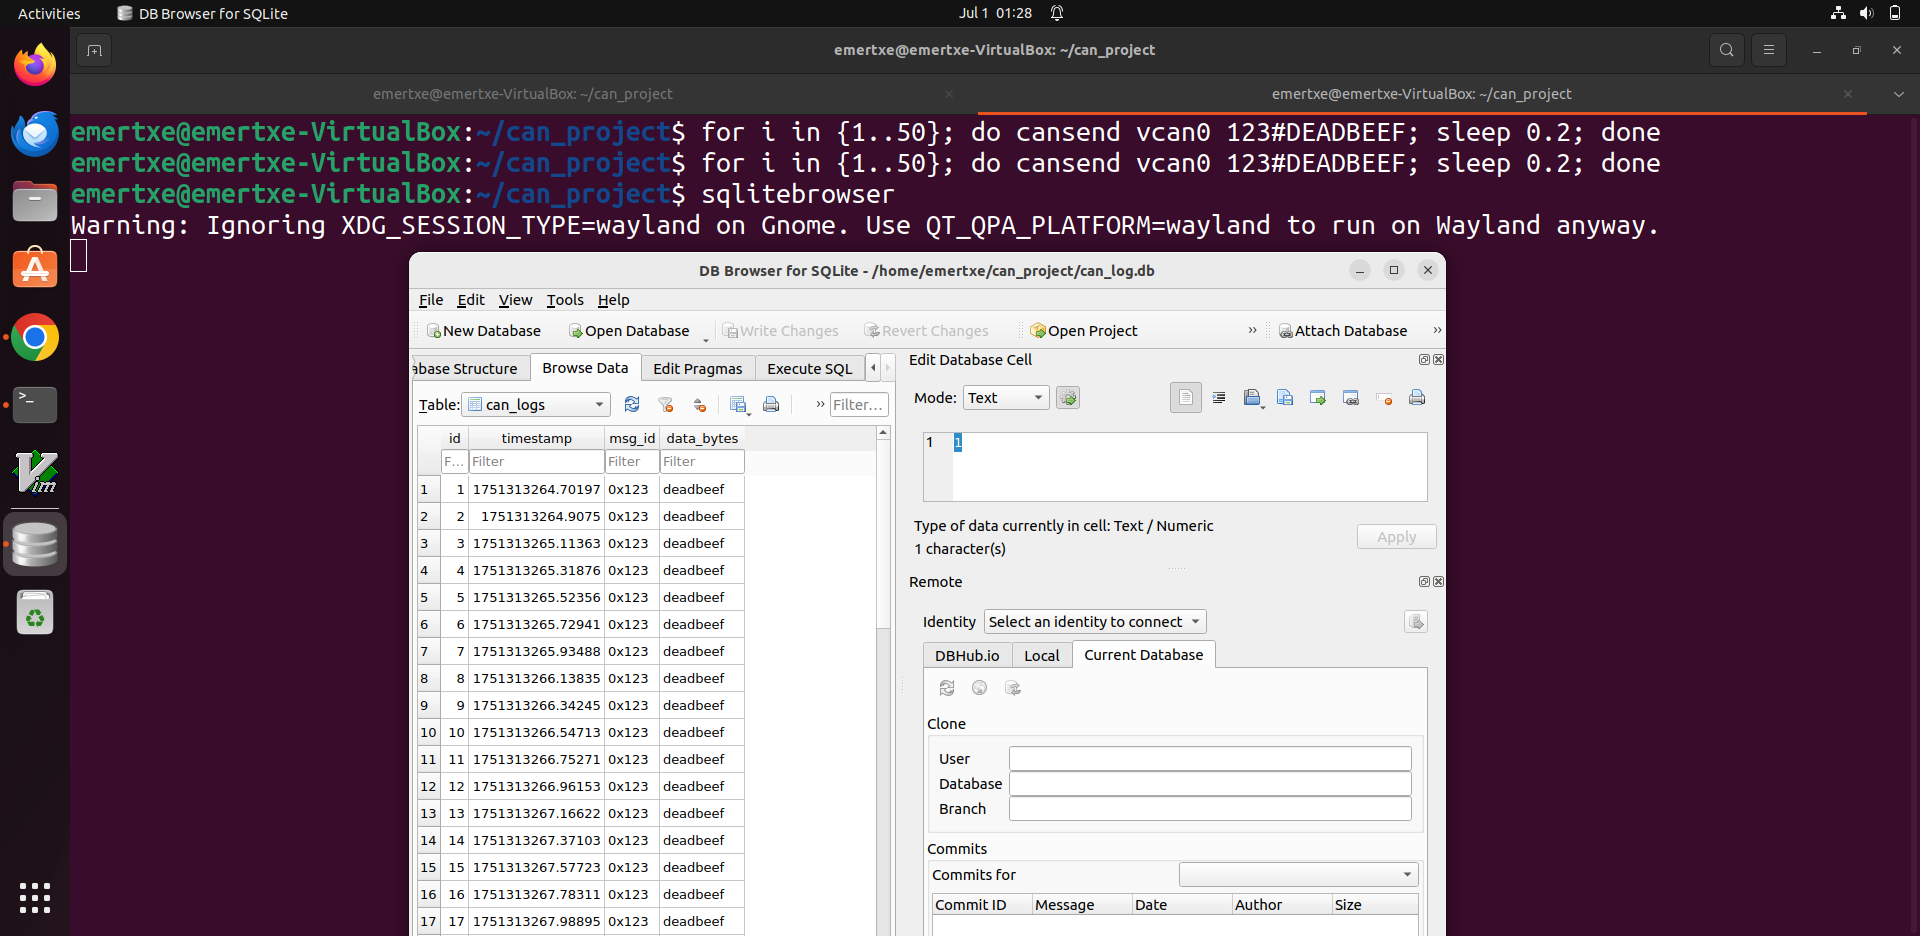 Activities DB Browser for SQLite Jul 1 01:28
emertxe@emertxe-VirtualBox: ~/can_project
emertxe@emertxe-VirtualBox: ~/can_project emertxe@emertxe-VirtualBox: ~/can_project
emertxe@emertxe-VirtualBox:~/can_project$ for i in {1..50}; do cansend vcan0 123#DEADBEEF; sleep 0.2; done
emertxe@emertxe-VirtualBox:~/can_project$ for i in {1..50}; do cansend vcan0 123#DEADBEEF; sleep 0.2; done
emertxe@emertxe-VirtualBox:~/can_project$ sqlitebrowser
Warning: Ignoring XDG_SESSION_TYPE=wayland on Gnome. Use QT_QPA_PLATFORM=wayland to run on Wayland anyway.
DB Browser for SQLite - /home/emertxe/can_project/can_log.db
File Edit View Tools Help
New Database Open Database Write Changes Revert Changes Open Project » Attach Database »
abase Structure Browse Data Edit Pragmas Execute SQL
Table: can_logs » Filter...
id timestamp msg_id data_bytes
F... Filter Filter Filter
1 1 1751313264.70197 0x123 deadbeef
2 2 1751313264.9075 0x123 deadbeef
3 3 1751313265.11363 0x123 deadbeef
4 4 1751313265.31876 0x123 deadbeef
5 5 1751313265.52356 0x123 deadbeef
6 6 1751313265.72941 0x123 deadbeef
7 7 1751313265.93488 0x123 deadbeef
8 8 1751313266.13835 0x123 deadbeef
9 9 1751313266.34245 0x123 deadbeef
10 10 1751313266.54713 0x123 deadbeef
11 11 1751313266.75271 0x123 deadbeef
12 12 1751313266.96153 0x123 deadbeef
13 13 1751313267.16622 0x123 deadbeef
14 14 1751313267.37103 0x123 deadbeef
15 15 1751313267.57723 0x123 deadbeef
16 16 1751313267.78311 0x123 deadbeef
17 17 1751313267.98895 0x123 deadbeef
Edit Database Cell
Mode: Text
1 1
Type of data currently in cell: Text / Numeric
1 character(s)
Apply
Remote
Identity Select an identity to connect
DBHub.io Local Current Database
Clone
User
Database
Branch
Commits
Commits for
Commit ID Message Date Author Size